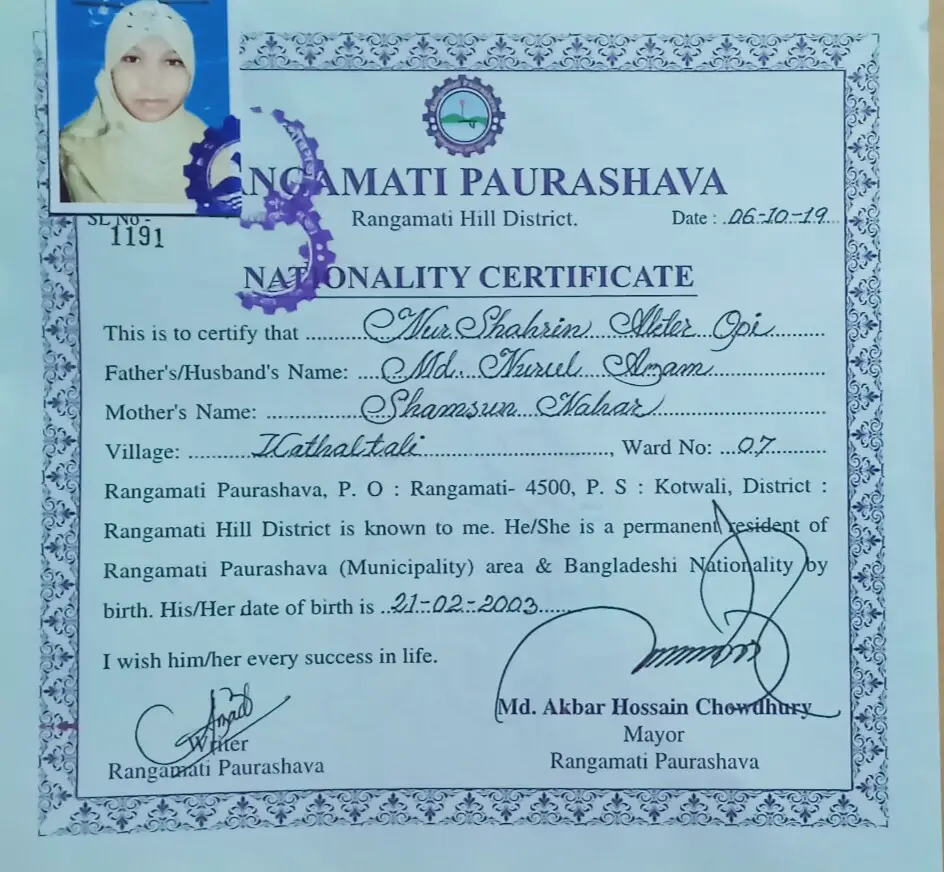 RANGAMATI PAURASHAVA
Rangamati Hill District.
Date : 06-10-19
SL No -
1191
NATIONALITY CERTIFICATE
This is to certify that Nur Shahrin Akter Opi
Father's/Husband's Name: Md. Nurul Azam
Mother's Name: Shamsun Nahar
Village: Kathaltali, Ward No: 07
Rangamati Paurashava, P. O : Rangamati- 4500, P. S : Kotwali, District :
Rangamati Hill District is known to me. He/She is a permanent resident of
Rangamati Paurashava (Municipality) area & Bangladeshi Nationality by
birth. His/Her date of birth is 21-02-2003
I wish him/her every success in life.
Azad
Writer
Rangamati Paurashava
Md. Akbar Hossain Chowdhury
Mayor
Rangamati Paurashava